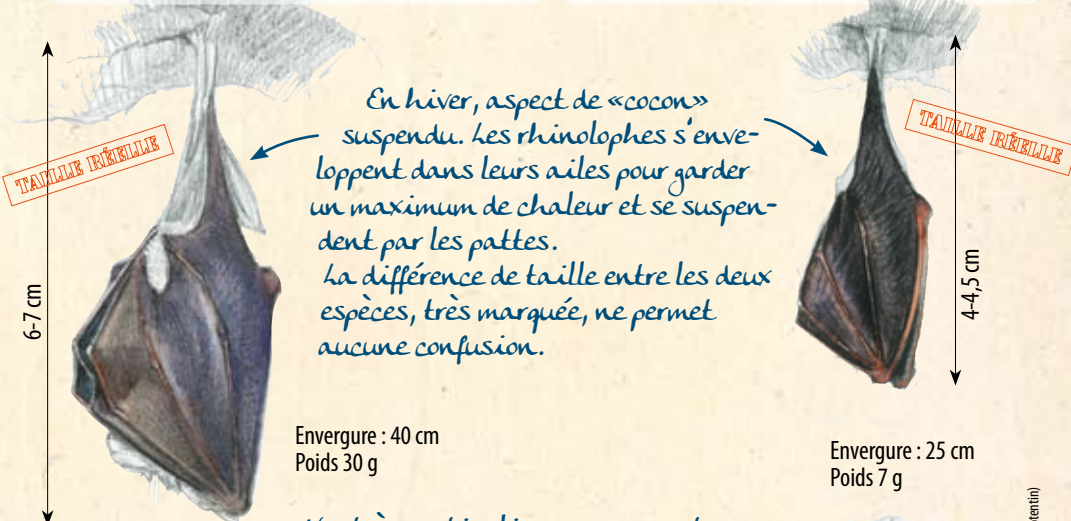 En hiver, aspect de «cocon»
suspendu. Les rhinolophes s'enve-
loppent dans leurs ailes pour garder
un maximum de chaleur et se suspen-
dent par les pattes.
La différence de taille entre les deux
espèces, très marquée, ne permet
aucune confusion.
TAILLE RÉELLE
6-7 cm
Envergure : 40 cm
Poids 30 g
TAILLE RÉELLE
4-4,5 cm
Envergure : 25 cm
Poids 7 g
tentin)